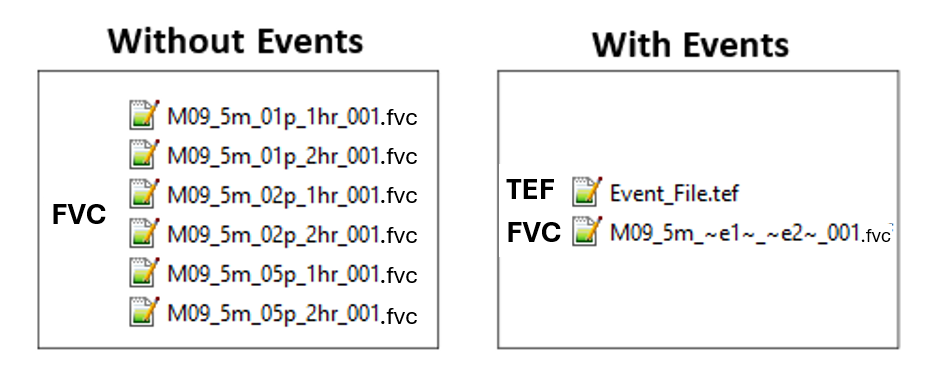 Without Events
FVC
M09_5m_01p_1hr_001.fvc
M09_5m_01p_2hr_001.fvc
M09_5m_02p_1hr_001.fvc
M09_5m_02p_2hr_001.fvc
M09_5m_05p_1hr_001.fvc
M09_5m_05p_2hr_001.fvc
With Events
TEF Event_File.tef
FVC M09_5m_~e1~_~e2~_001.fvc